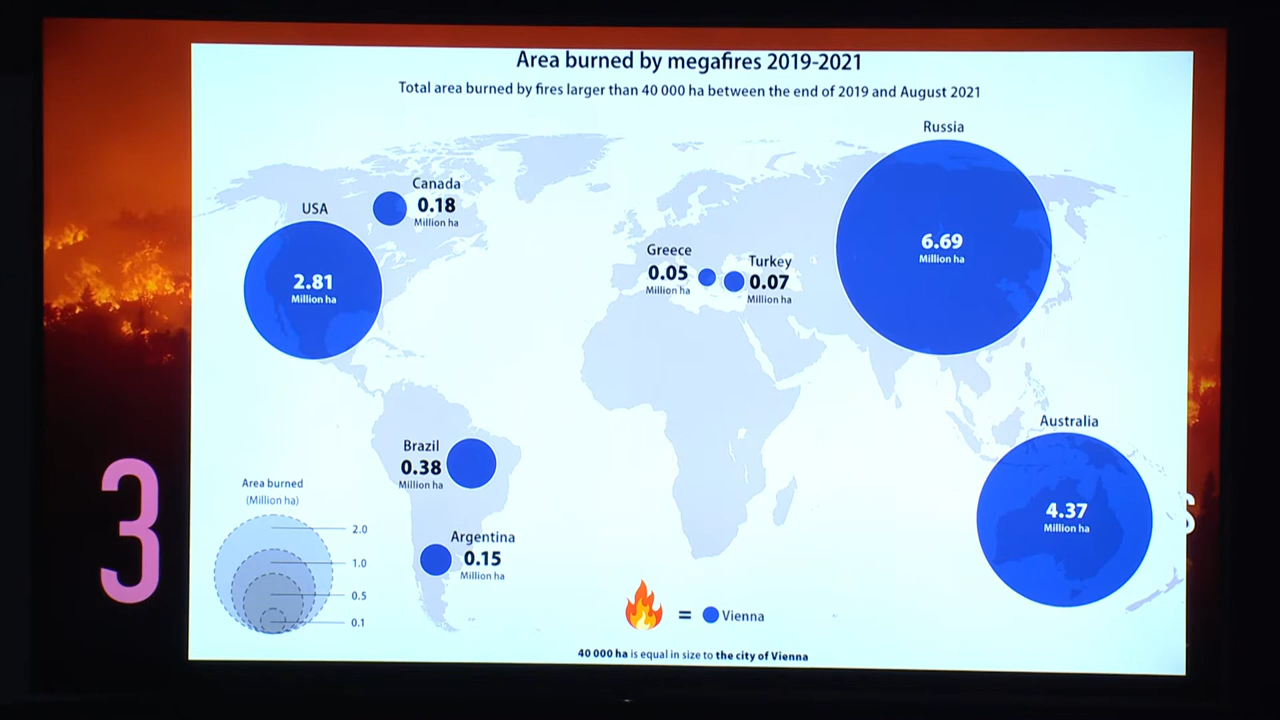 Area burned by megafires 2019-2021
Total area burned by fires larger than 40 000 ha between the end of 2019 and August 2021
Russia
6.69
Million ha
Canada
0.18
Million ha
USA
2.81
Million ha
Greece
0.05
Million ha
Turkey
0.07
Million ha
Australia
4.37
Million ha
Brazil
0.38
Million ha
Argentina
0.15
Million ha
Area burned
(Million ha)
2.0
1.0
0.5
0.1
3
= Vienna
40 000 ha is equal in size to the city of Vienna